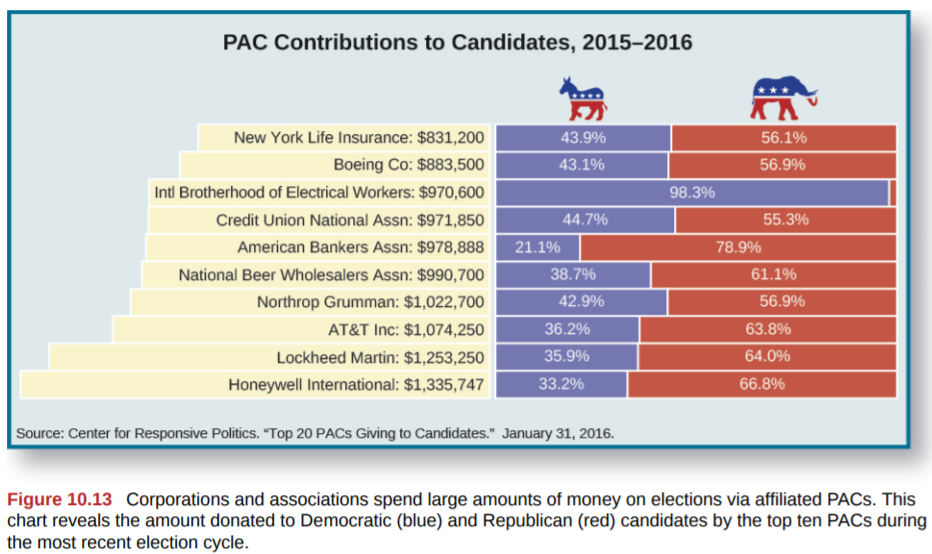 PAC Contributions to Candidates, 2015–2016
New York Life Insurance: $831,200 43.9% 56.1%
Boeing Co: $883,500 43.1% 56.9%
Intl Brotherhood of Electrical Workers: $970,600 98.3%
Credit Union National Assn: $971,850 44.7% 55.3%
American Bankers Assn: $978,888 21.1% 78.9%
National Beer Wholesalers Assn: $990,700 38.7% 61.1%
Northrop Grumman: $1,022,700 42.9% 56.9%
AT&T Inc: $1,074,250 36.2% 63.8%
Lockheed Martin: $1,253,250 35.9% 64.0%
Honeywell International: $1,335,747 33.2% 66.8%
Source: Center for Responsive Politics. “Top 20 PACs Giving to Candidates.” January 31, 2016.
Figure 10.13 Corporations and associations spend large amounts of money on elections via affiliated PACs. This
chart reveals the amount donated to Democratic (blue) and Republican (red) candidates by the top ten PACs during
the most recent election cycle.